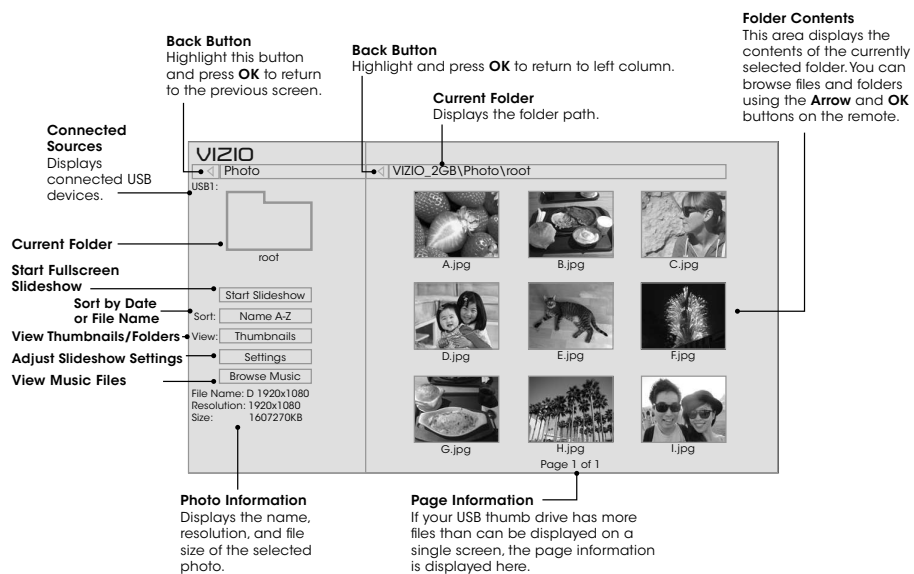 Folder Contents
This area displays the
contents of the currently
selected folder. You can
browse files and folders
using the Arrow and OK
buttons on the remote.
Back Button
Highlight this button
and press OK to return
to the previous screen.
Back Button
Highlight and press OK to return to left column.
Current Folder
Displays the folder path.
Connected
Sources
Displays
connected USB
devices.
Current Folder
Start Fullscreen
Slideshow
Sort by Date
or File Name
View Thumbnails/Folders
Adjust Slideshow Settings
View Music Files
VIZIO
Photo
VIZIO_2GB\Photo\root
USB1:
root
Start Slideshow
Sort: Name A-Z
View: Thumbnails
Settings
Browse Music
File Name: D 1920x1080
Resolution: 1920x1080
Size: 1607270KB
A.jpg B.jpg C.jpg
D.jpg E.jpg F.jpg
G.jpg H.jpg I.jpg
Page 1 of 1
Photo Information
Displays the name,
resolution, and file
size of the selected
photo.
Page Information
If your USB thumb drive has more
files than can be displayed on a
single screen, the page information
is displayed here.